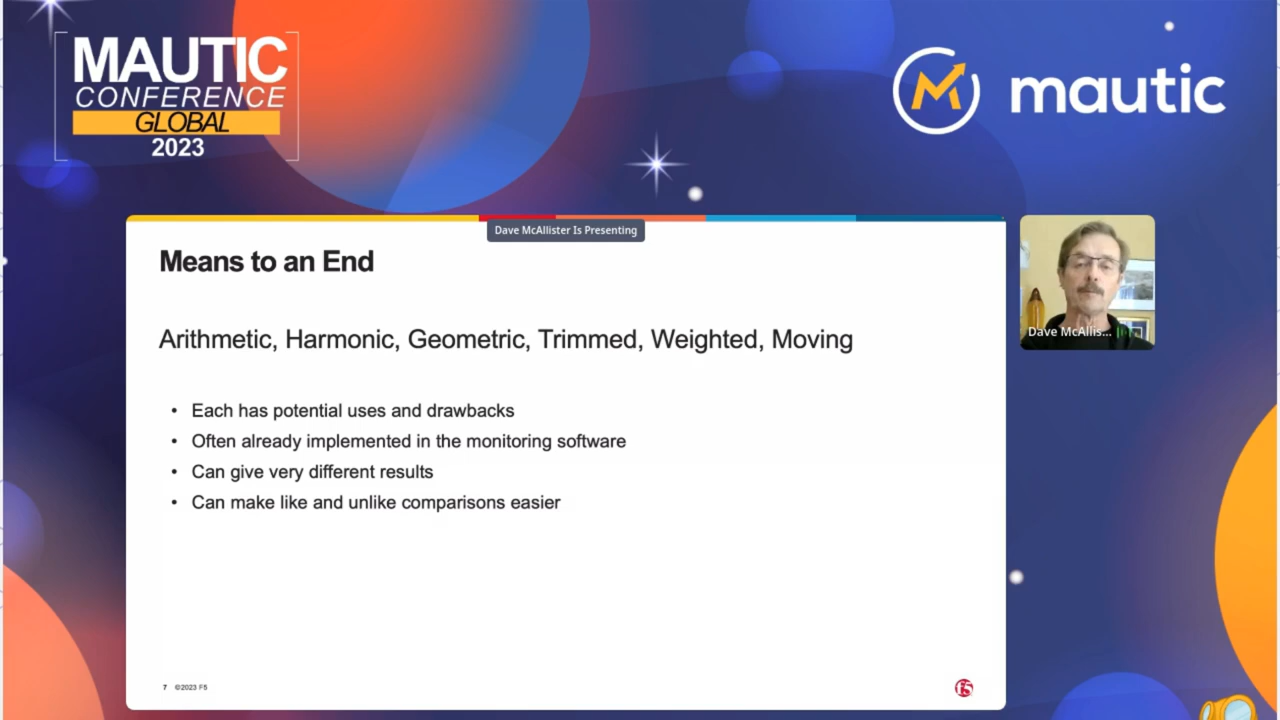 MAUTIC
CONFERENCE
GLOBAL
2023
mautic
Dave McAllister Is Presenting
Means to an End
Arithmetic, Harmonic, Geometric, Trimmed, Weighted, Moving
• Each has potential uses and drawbacks
• Often already implemented in the monitoring software
• Can give very different results
• Can make like and unlike comparisons easier
Dave McAllis...
7 ©2023 F5
f5